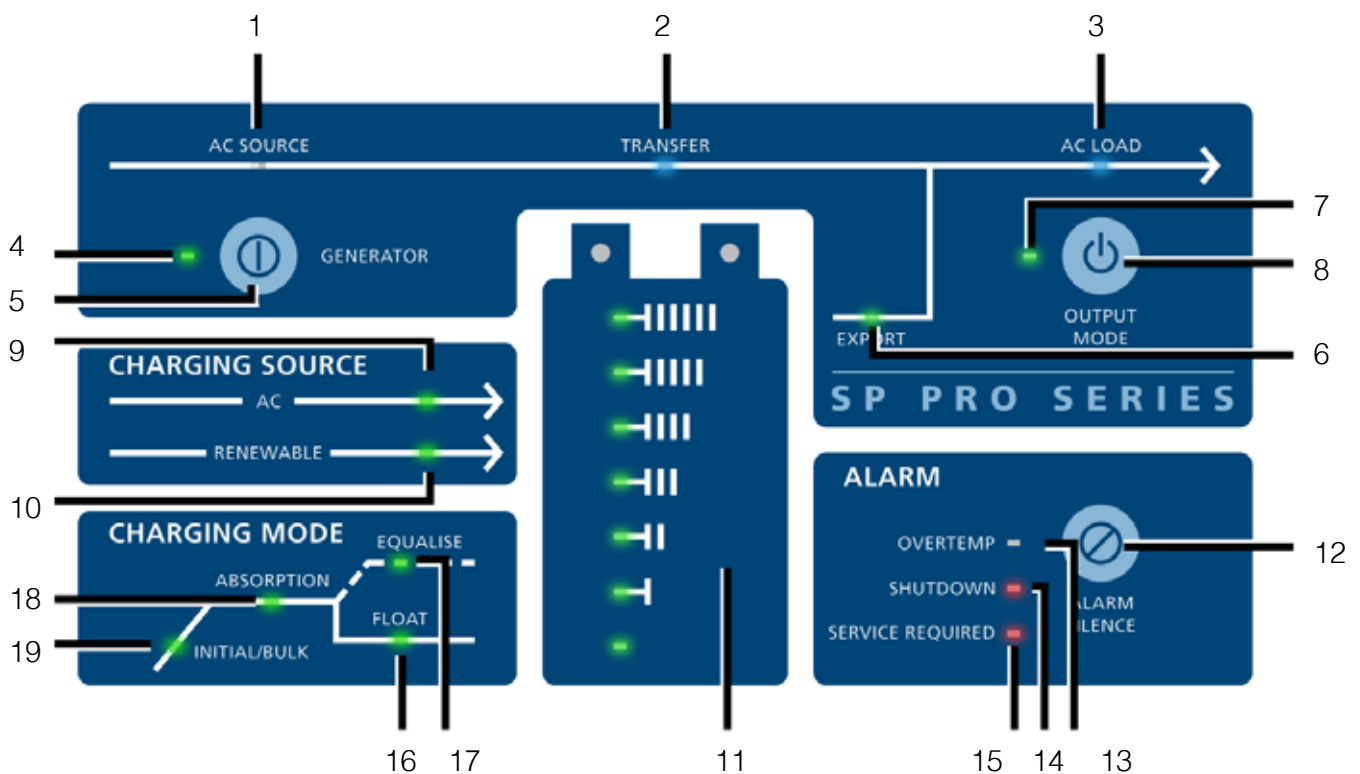 1 2 3
AC SOURCE TRANSFER AC LOAD
4 GENERATOR 7
5 8
OUTPUT
MODE
EXPORT 6
SP PRO SERIES
9 CHARGING SOURCE
AC
RENEWABLE
10
CHARGING MODE
EQUALISE
ABSORPTION
18
FLOAT
19 INITIAL/BULK
ALARM
OVERTEMP 12
SHUTDOWN
ALARM
SILENCE
SERVICE REQUIRED
16 17 11 15 14 13